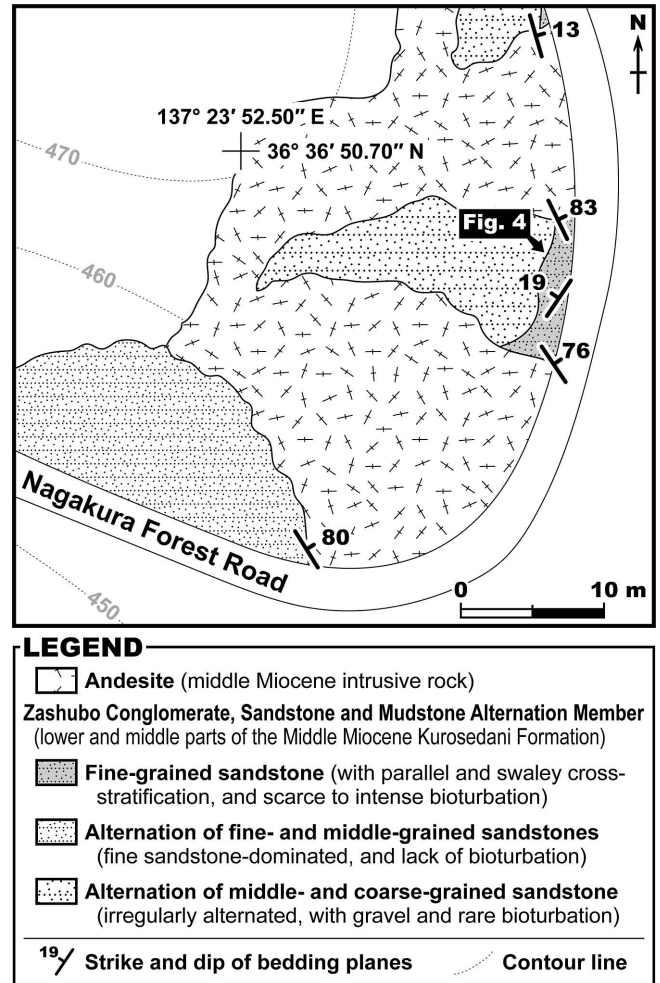 13
N
137° 23′ 52.50″ E
36° 36′ 50.70″ N
470
83
Fig. 4
460
19
76
Nagakura Forest Road
80
450
0 10 m
LEGEND
Andesite (middle Miocene intrusive rock)
Zashubo Conglomerate, Sandstone and Mudstone Alternation Member
(lower and middle parts of the Middle Miocene Kurosedani Formation)
Fine-grained sandstone (with parallel and swaley cross-
stratification, and scarce to intense bioturbation)
Alternation of fine- and middle-grained sandstones
(fine sandstone-dominated, and lack of bioturbation)
Alternation of middle- and coarse-grained sandstone
(irregularly alternated, with gravel and rare bioturbation)
19 Strike and dip of bedding planes Contour line